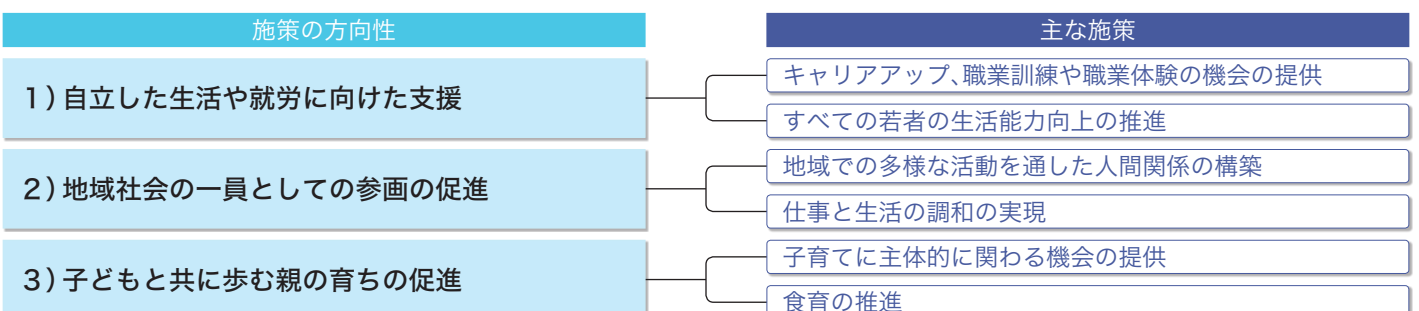 施策の方向性
主な施策
1）自立した生活や就労に向けた支援
キャリアアップ、職業訓練や職業体験の機会の提供
すべての若者の生活能力向上の推進
2）地域社会の一員としての参画の促進
地域での多様な活動を通した人間関係の構築
仕事と生活の調和の実現
3）子どもと共に歩む親の育ちの促進
子育てに主体的に関わる機会の提供
食育の推進